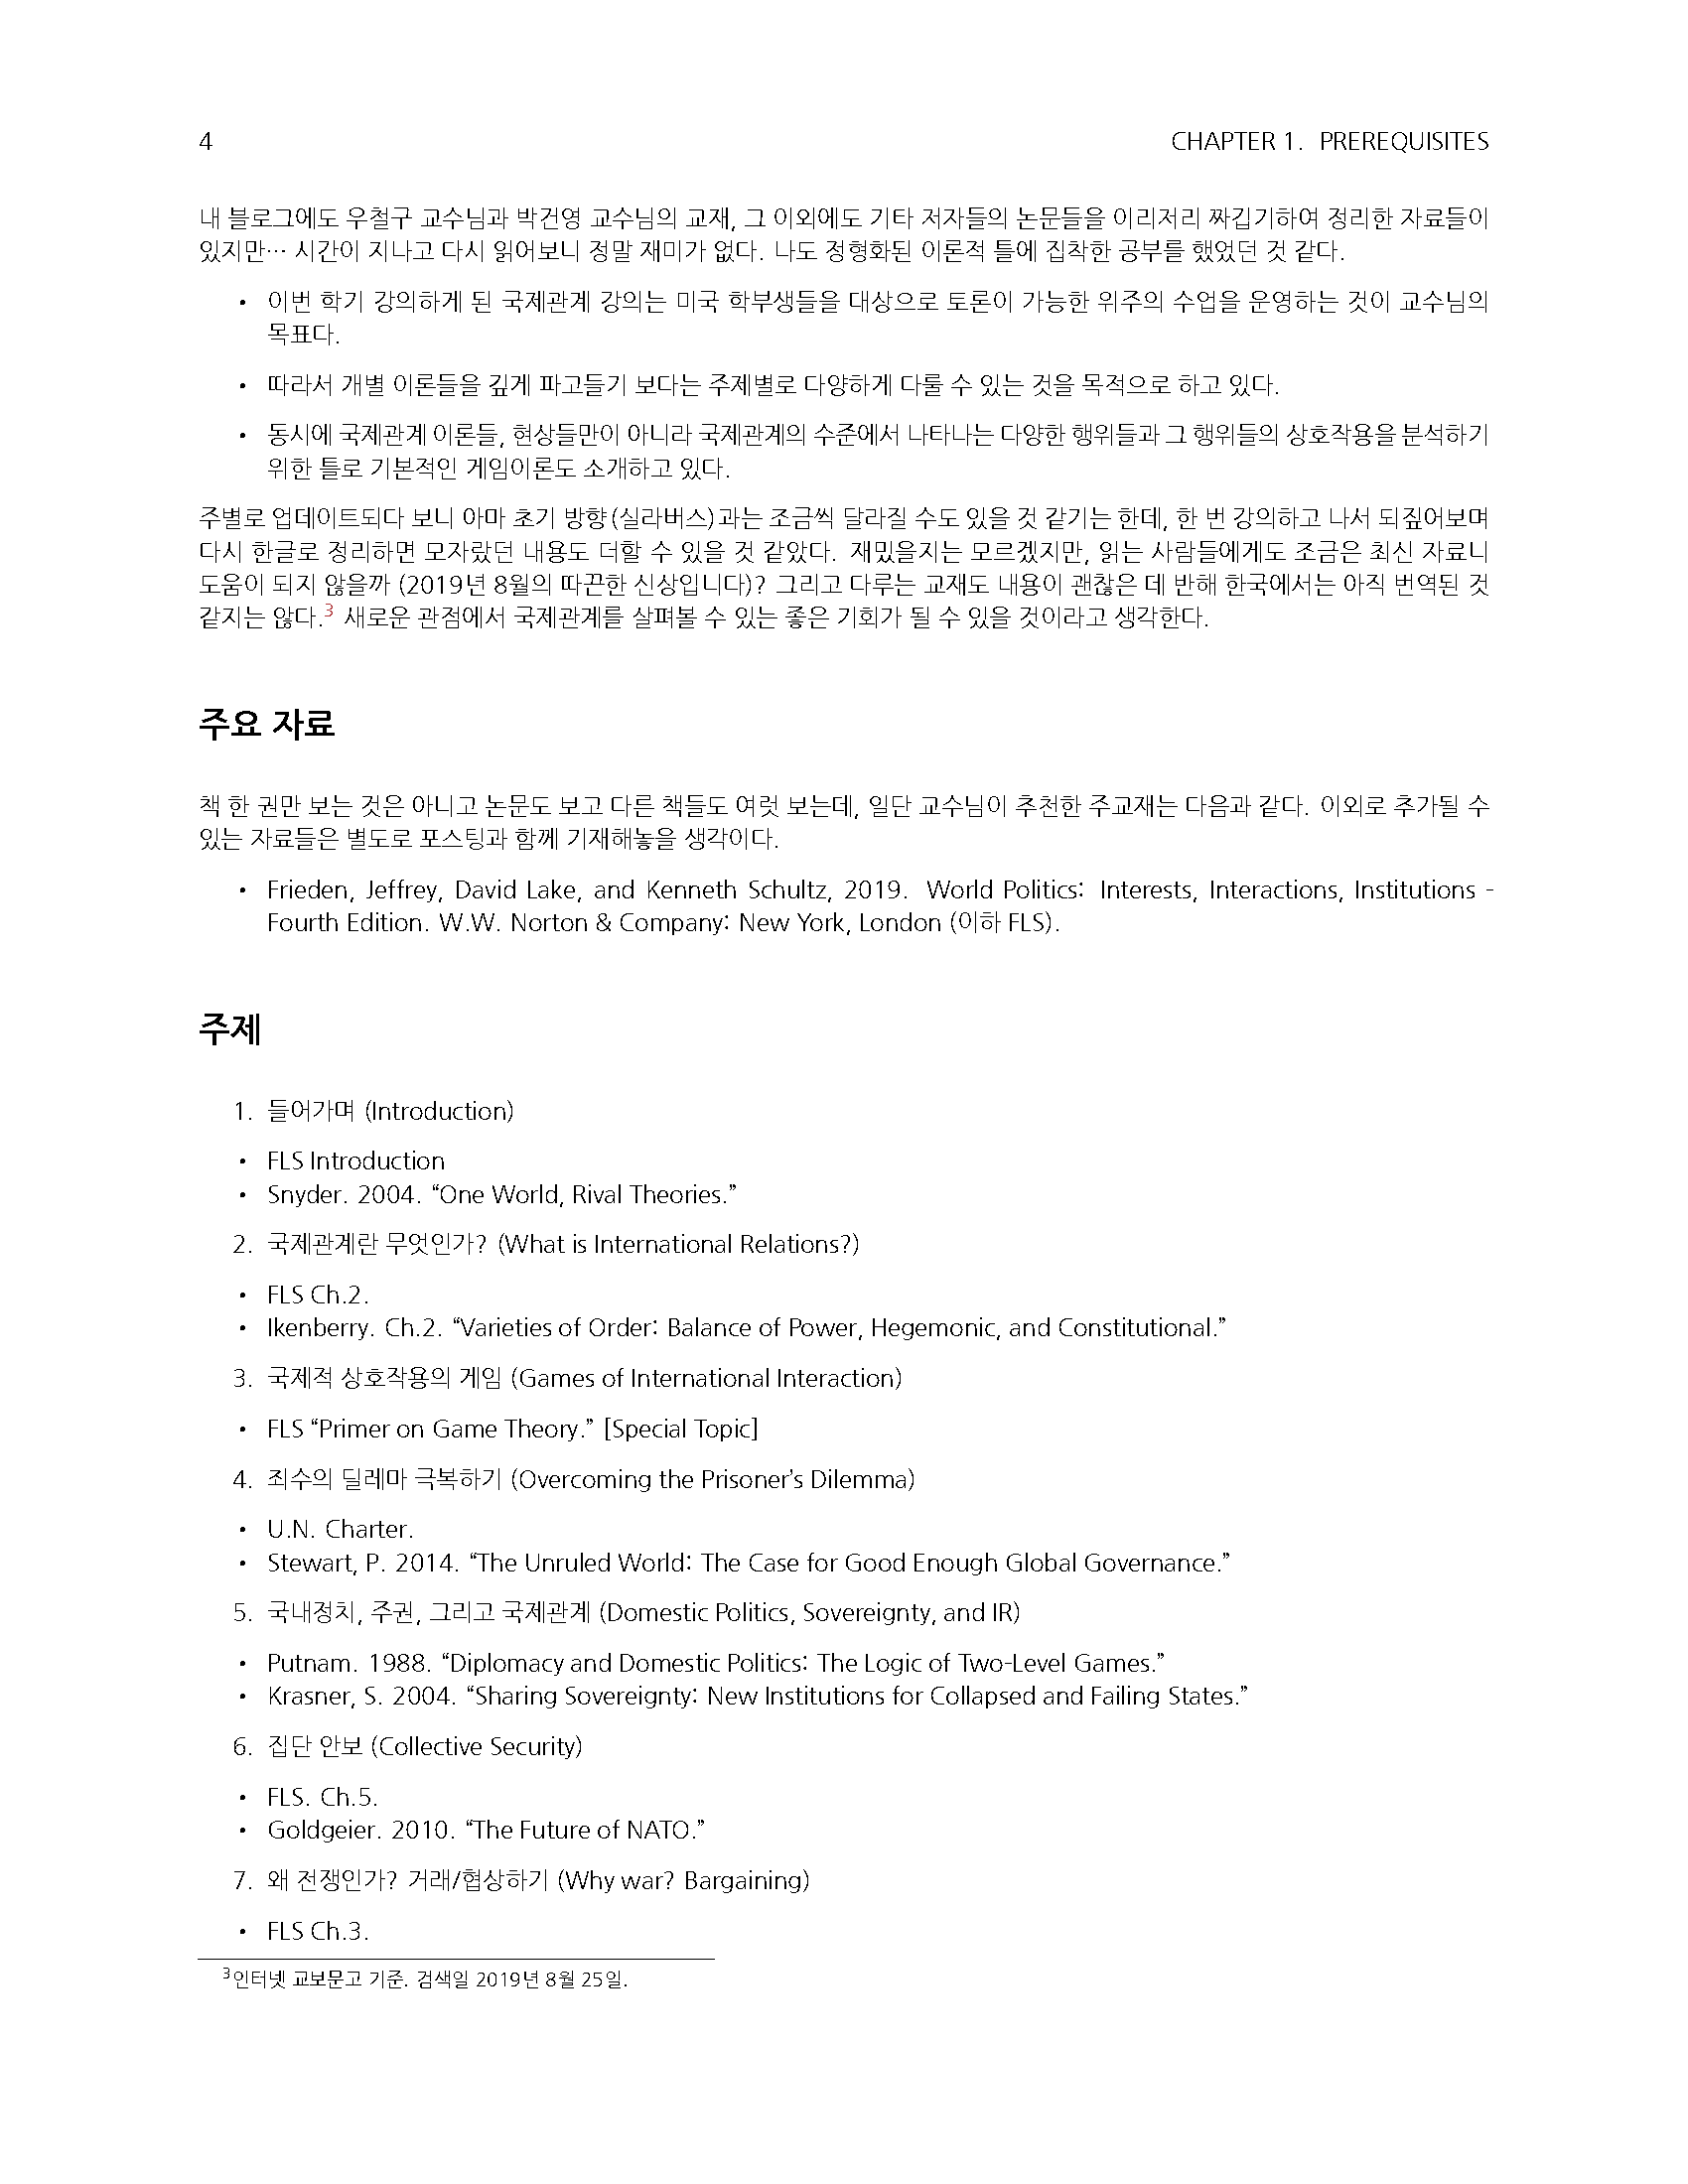 4 CHAPTER 1. PREREQUISITES
내 블로그에도 우철구 교수님과 박건영 교수님의 교재, 그 이외에도 기타 저자들의 논문들을 이리저리 짜깁기하여 정리한 자료들이
있지만… 시간이 지나고 다시 읽어보니 정말 재미가 없다. 나도 정형화된 이론적 틀에 집착한 공부를 했었던 것 같다.
• 이번 학기 강의하게 된 국제관계 강의는 미국 학부생들을 대상으로 토론이 가능한 위주의 수업을 운영하는 것이 교수님의
목표다.
• 따라서 개별 이론들을 깊게 파고들기 보다는 주제별로 다양하게 다룰 수 있는 것을 목적으로 하고 있다.
• 동시에 국제관계 이론들, 현상들만이 아니라 국제관계의 수준에서 나타나는 다양한 행위들과 그 행위들의 상호작용을 분석하기
위한 틀로 기본적인 게임이론도 소개하고 있다.
주별로 업데이트되다 보니 아마 초기 방향(실라버스)과는 조금씩 달라질 수도 있을 것 같기는 한데, 한 번 강의하고 나서 되짚어보며
다시 한글로 정리하면 모자랐던 내용도 더할 수 있을 것 같았다. 재밌을지는 모르겠지만, 읽는 사람들에게도 조금은 최신 자료니
도움이 되지 않을까 (2019년 8월의 따끈한 신상입니다)? 그리고 다루는 교재도 내용이 괜찮은 데 반해 한국에서는 아직 번역된 것
같지는 않다.3 새로운 관점에서 국제관계를 살펴볼 수 있는 좋은 기회가 될 수 있을 것이라고 생각한다.
주요 자료
책 한 권만 보는 것은 아니고 논문도 보고 다른 책들도 여럿 보는데, 일단 교수님이 추천한 주교재는 다음과 같다. 이외로 추가될 수
있는 자료들은 별도로 포스팅과 함께 기재해놓을 생각이다.
• Frieden, Jeffrey, David Lake, and Kenneth Schultz, 2019. World Politics: Interests, Interactions, Institutions -
Fourth Edition. W.W. Norton & Company: New York, London (이하 FLS).
주제
1. 들어가며 (Introduction)
• FLS Introduction
• Snyder. 2004. “One World, Rival Theories.”
2. 국제관계란 무엇인가? (What is International Relations?)
• FLS Ch.2.
• Ikenberry. Ch.2. “Varieties of Order: Balance of Power, Hegemonic, and Constitutional.”
3. 국제적 상호작용의 게임 (Games of International Interaction)
• FLS “Primer on Game Theory.” [Special Topic]
4. 죄수의 딜레마 극복하기 (Overcoming the Prisoner’s Dilemma)
• U.N. Charter.
• Stewart, P. 2014. “The Unruled World: The Case for Good Enough Global Governance.”
5. 국내정치, 주권, 그리고 국제관계 (Domestic Politics, Sovereignty, and IR)
• Putnam. 1988. “Diplomacy and Domestic Politics: The Logic of Two-Level Games.”
• Krasner, S. 2004. “Sharing Sovereignty: New Institutions for Collapsed and Failing States.”
6. 집단 안보 (Collective Security)
• FLS. Ch.5.
• Goldgeier. 2010. “The Future of NATO.”
7. 왜 전쟁인가? 거래/협상하기 (Why war? Bargaining)
• FLS Ch.3.
3인터넷 교보문고 기준. 검색일 2019년 8월 25일.